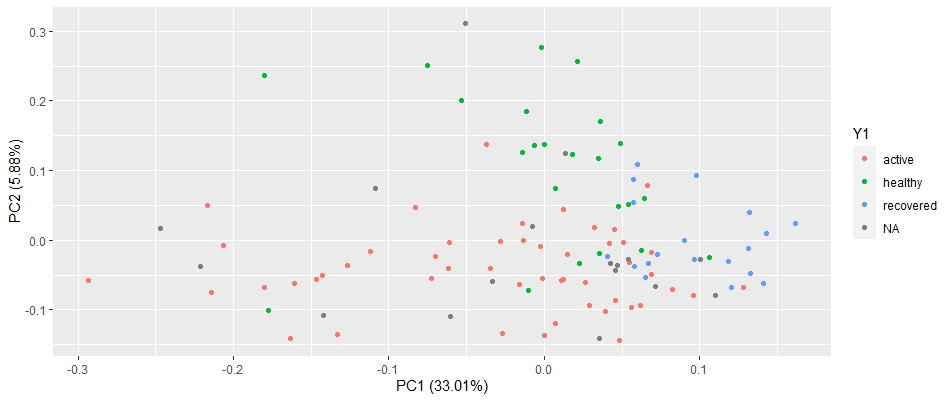 0.3
0.2
0.1
0.0
-0.1
PC2 (5.88%)
-0.3
-0.2
-0.1
0.0
0.1
PC1 (33.01%)
Y1
active
healthy
recovered
NA